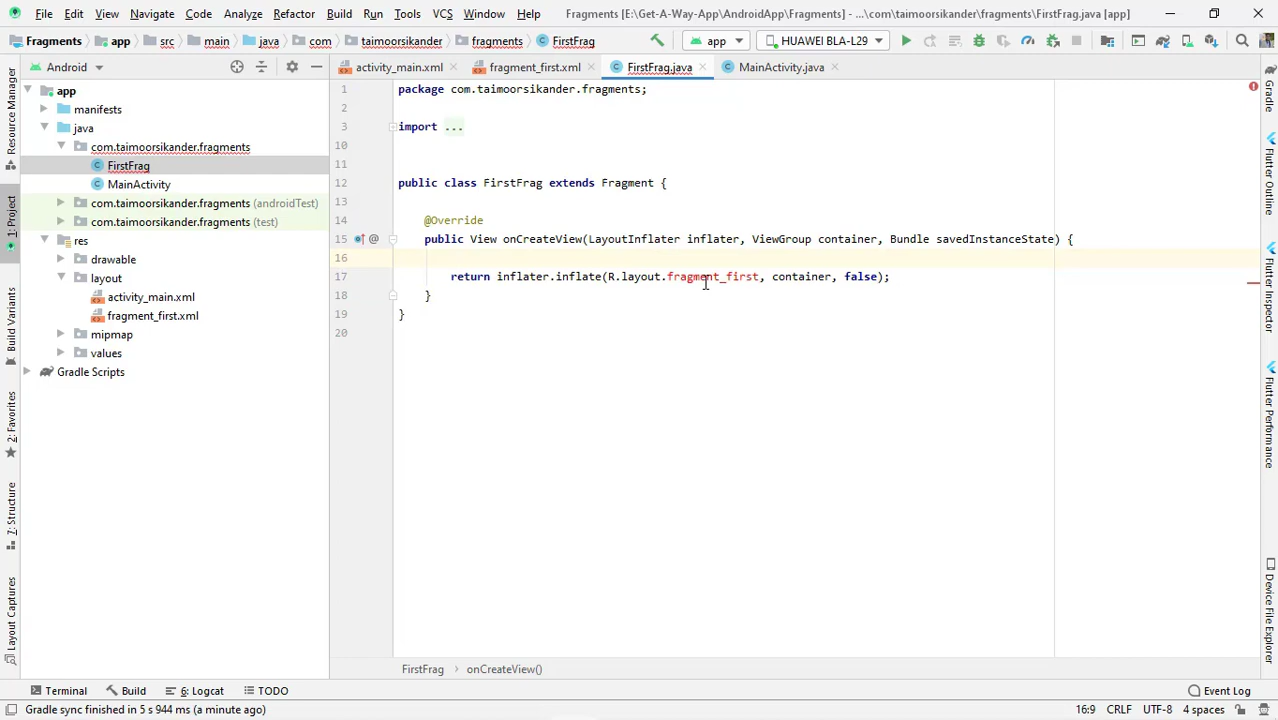 File Edit View Navigate Code Analyze Refactor Build Run Tools VCS Window Help Fragments [E:\Get-A-Way-App\AndroidApp\Fragments] - ...\com\taimoorsikander\fragments\FirstFrag.java [app]
Fragments app src main java com taimoorsikander fragments FirstFrag app HUAWEI BLA-L29
Android activity_main.xml fragment_first.xml FirstFrag.java MainActivity.java
app
manifests
java
com.taimoorsikander.fragments
FirstFrag
MainActivity
com.taimoorsikander.fragments (androidTest)
com.taimoorsikander.fragments (test)
res
drawable
layout
activity_main.xml
fragment_first.xml
mipmap
values
Gradle Scripts
Resource Manager
1: Project
Build Variants
2: Favorites
7: Structure
Layout Captures
1 package com.taimoorsikander.fragments;
2
3 import ...
10
11
12 public class FirstFrag extends Fragment {
13
14 @Override
15 public View onCreateView(LayoutInflater inflater, ViewGroup container, Bundle savedInstanceState) {
16
17 return inflater.inflate(R.layout.fragment_first, container, false);
18 }
19 }
20
Gradle
Flutter Outline
Flutter Inspector
Flutter Performance
Device File Explorer
FirstFrag onCreateView()
Terminal Build 6: Logcat TODO Event Log
Gradle sync finished in 5 s 944 ms (a minute ago) 16:9 CRLF UTF-8 4 spaces